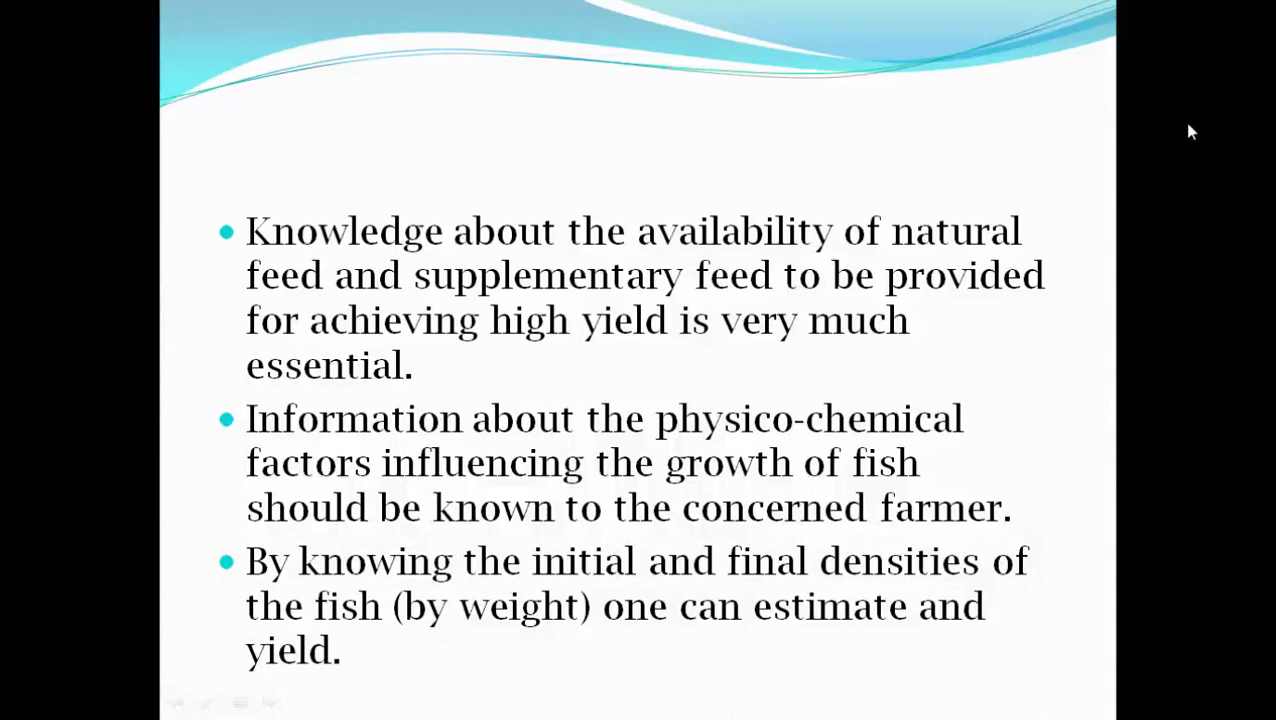 Knowledge about the availability of natural
feed and supplementary feed to be provided
for achieving high yield is very much
essential.
Information about the physico-chemical
factors influencing the growth of fish
should be known to the concerned farmer.
By knowing the initial and final densities of
the fish (by weight) one can estimate and
yield.